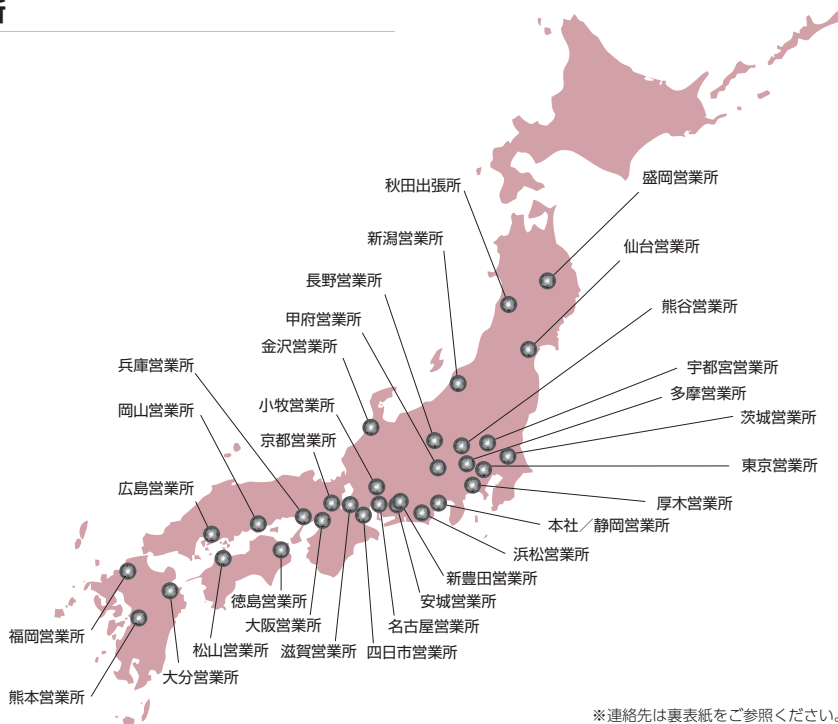 所
秋田出張所
盛岡営業所
新潟営業所
仙台営業所
長野営業所
熊谷営業所
甲府営業所
金沢営業所
兵庫営業所
宇都宮営業所
多摩営業所
小牧営業所
岡山営業所
茨城営業所
京都営業所
東京営業所
広島営業所
厚木営業所
本社／静岡営業所
浜松営業所
新豊田営業所
徳島営業所
安城営業所
大阪営業所
名古屋営業所
福岡営業所
松山営業所
滋賀営業所
四日市営業所
大分営業所
熊本営業所
※連絡先は裏表紙をご参照ください。